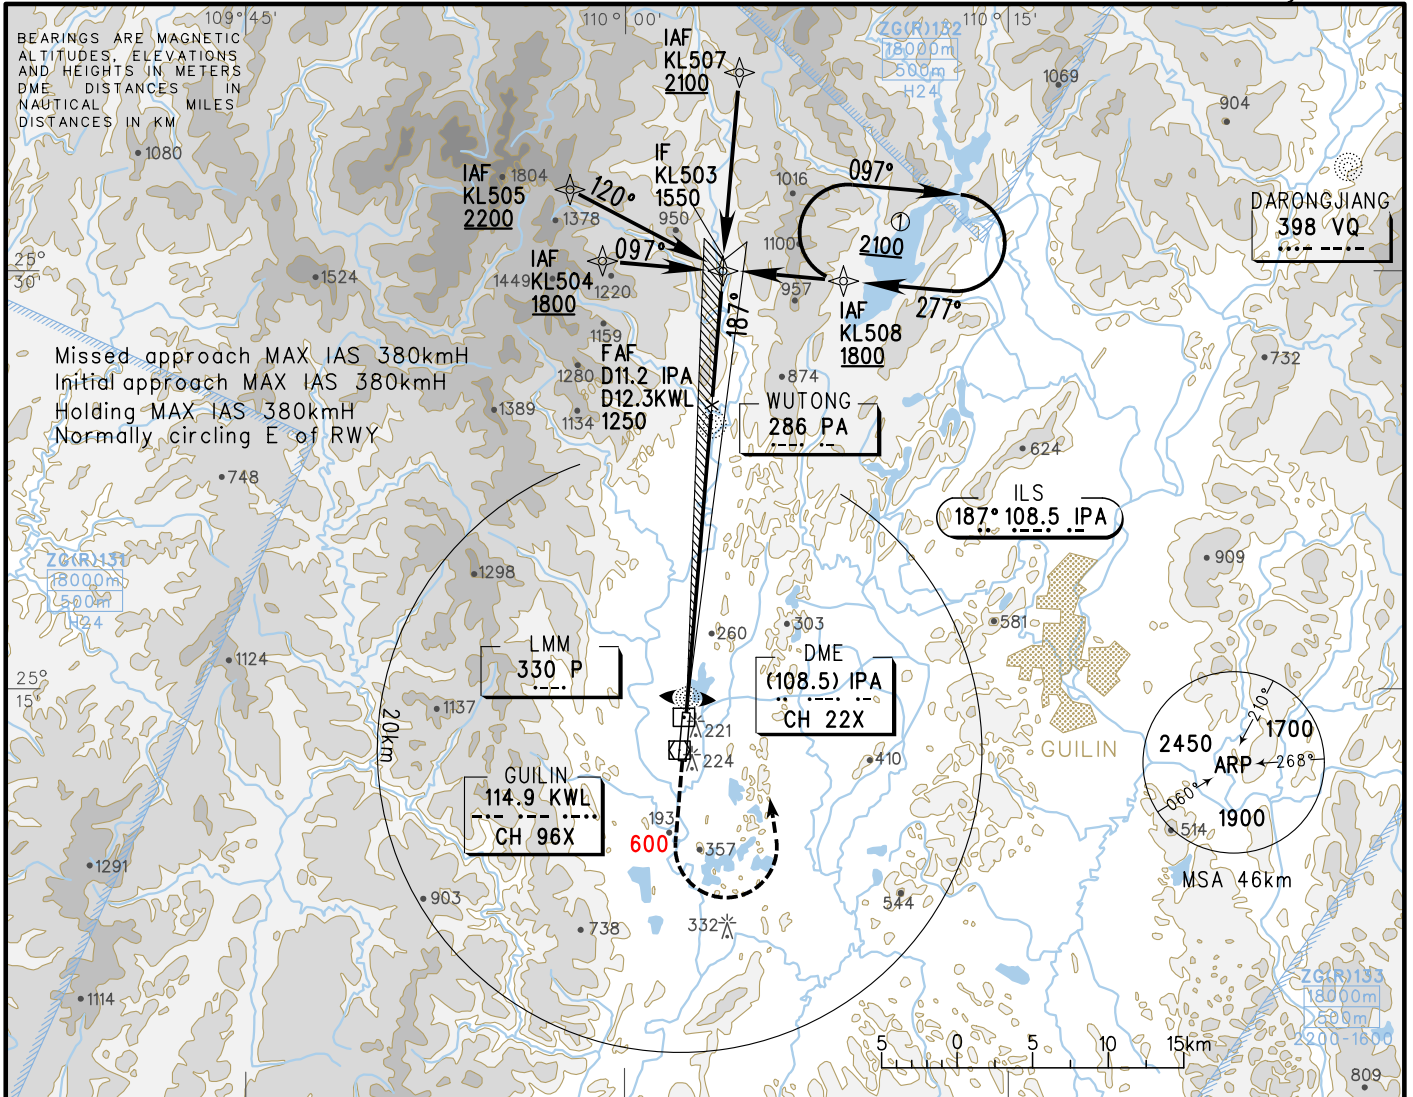 109° 45'
110° 00'
110° 15'
BEARINGS ARE MAGNETIC
ALTITUDES, ELEVATIONS
AND HEIGHTS IN METERS
DME DISTANCES IN
NAUTICAL MILES
DISTANCES IN KM
IAF
KL507
2100
ZG(R)132
18000m
500m
H24
1069
904
1080
IAF
KL505
2200
1804
120°
1378
IF
KL503
1550
950
1016
097°
①
2100
DARONGJIANG
398 VQ
25°
30'
1524
IAF
KL504
1800
097°
1449
1220
1159
1100
957
277°
IAF
KL508
1800
187°
Missed approach MAX IAS 380kmH
Initial approach MAX IAS 380kmH
Holding MAX IAS 380kmH
Normally circling E of RWY
FAF
D11.2 IPA
D12.3KWL
1250
1280
1389
1134
874
732
WUTONG
286 PA
624
748
ILS
187° 108.5 IPA
ZG(R)131
18000m
500m
H24
1298
909
260
303
581
LMM
330 P
DME
(108.5) IPA
CH 22X
1124
25°
15'
1137
20km
221
224
410
GUILIN
210°
1700
2450
ARP
268°
060°
1900
514
MSA 46km
GUILIN
114.9 KWL
CH 96X
193
600
357
1291
903
738
332
544
1114
ZG(R)133
18000m
500m
2200-1600
5 0 5 10 15km
809